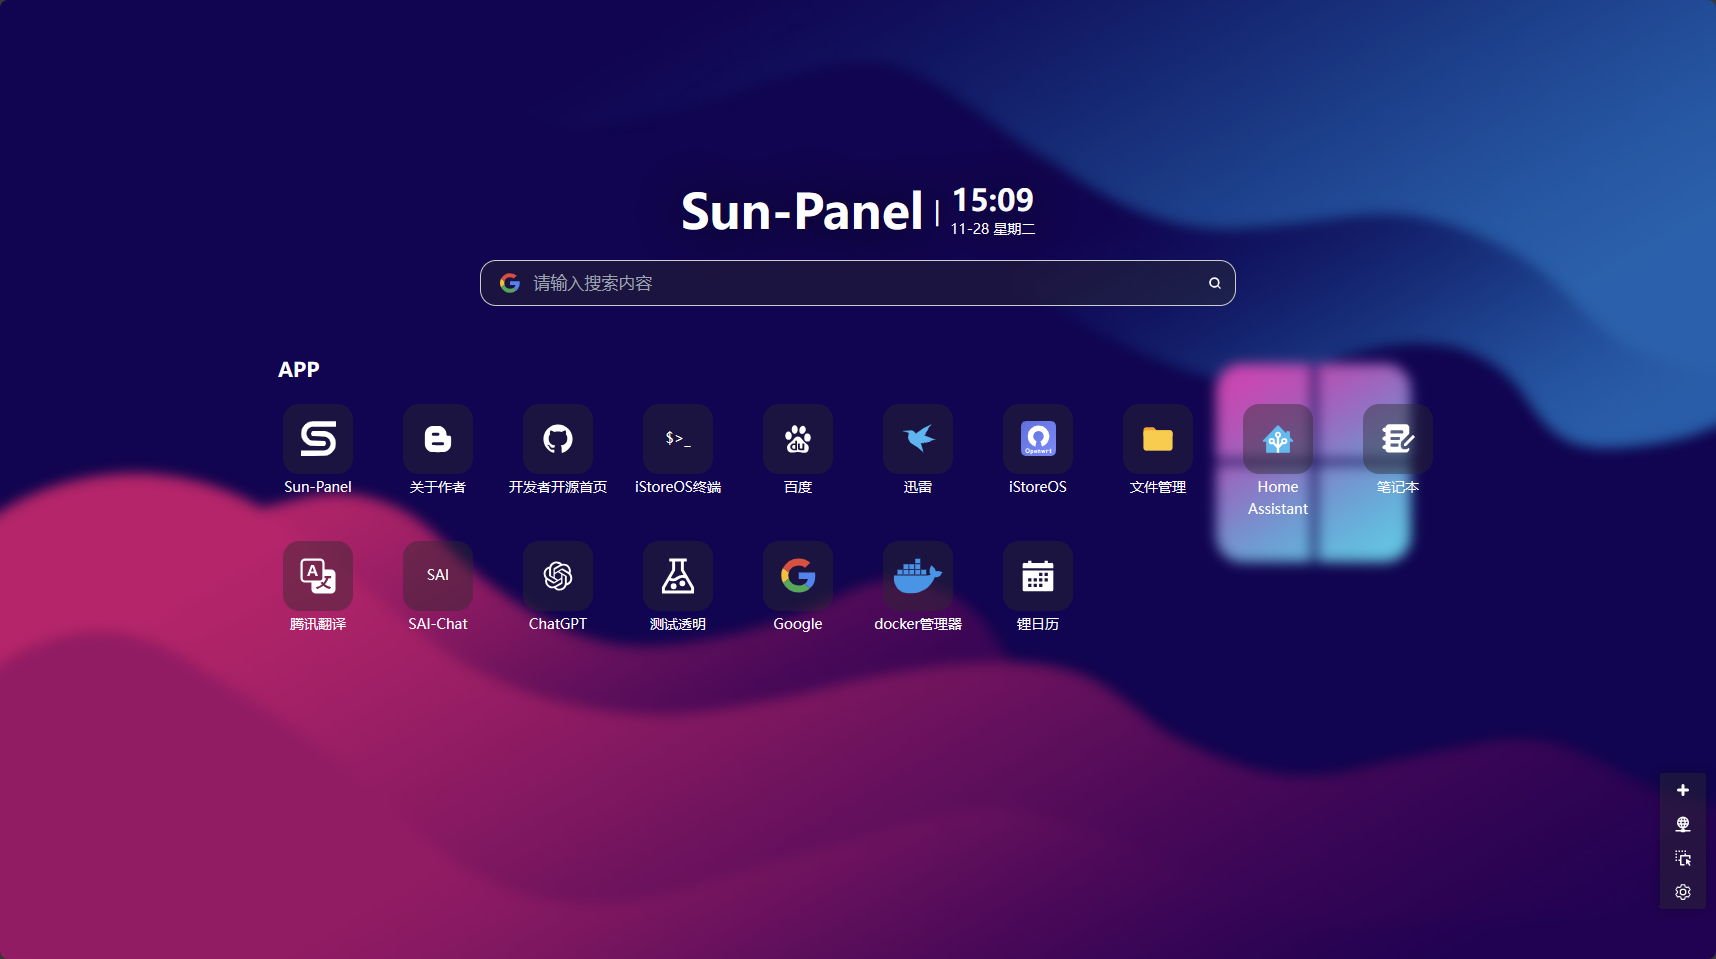 Sun-Panel | 15:09
11-28 星期二
请输入搜索内容
APP
$>_
du
Openwrt
Sun-Panel
关于作者
开发者开源首页
iStoreOS终端
百度
迅雷
iStoreOS
文件管理
Home
Assistant
笔记本
A
文
SAI
腾讯翻译
SAI-Chat
ChatGPT
测试透明
Google
docker管理器
锂日历